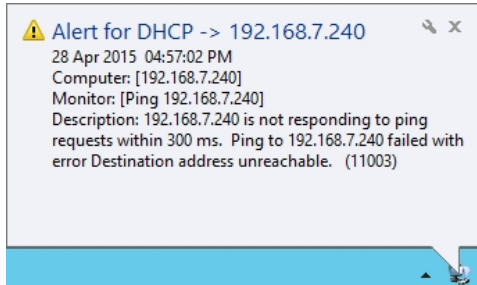 Alert for DHCP -> 192.168.7.240
28 Apr 2015  04:57:02 PM
Computer: [192.168.7.240]
Monitor: [Ping 192.168.7.240]
Description: 192.168.7.240 is not responding to ping
requests within 300 ms.  Ping to 192.168.7.240 failed with
error Destination address unreachable.   (11003)